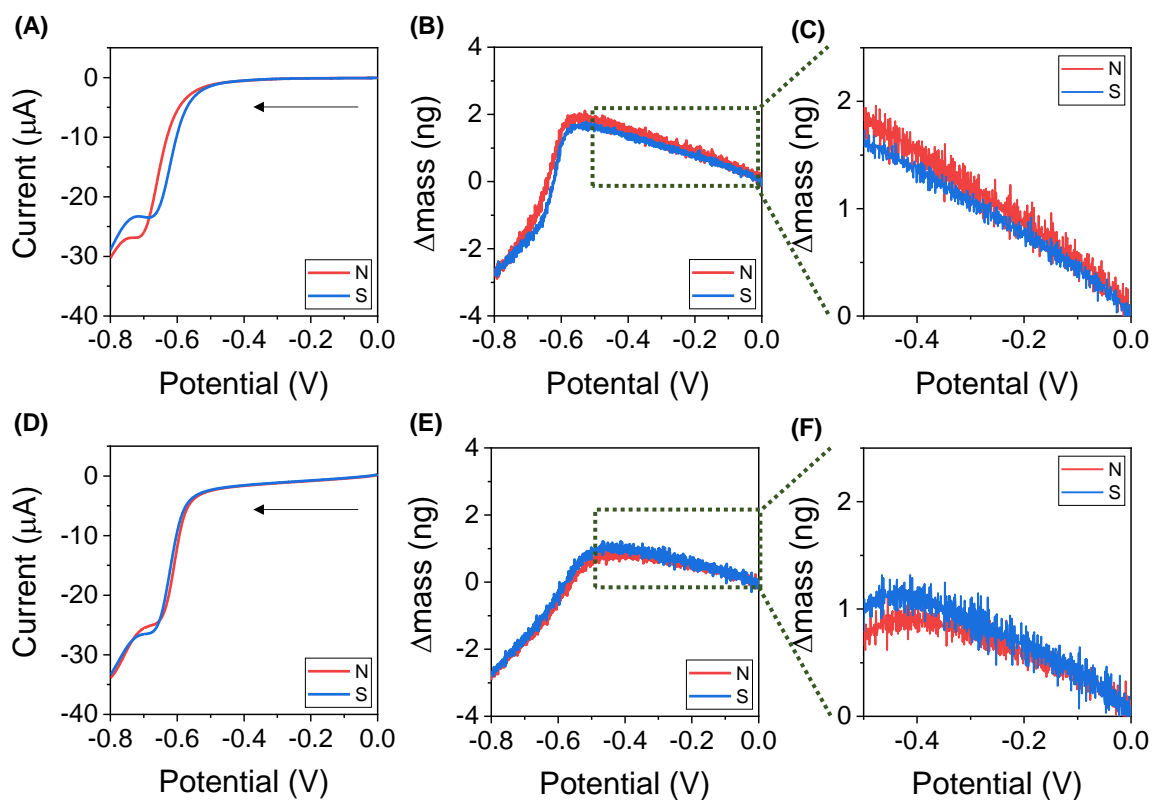 (A)
Current (μA)
0
-10
-20
-30
-40
-0.8 -0.6 -0.4 -0.2 0.0
Potential (V)
N
S
(B)
Δmass (ng)
4
2
0
-2
-4
-0.8 -0.6 -0.4 -0.2 0.0
Potential (V)
N
S
(C)
Δmass (ng)
2
1
0
-0.4 -0.2 0.0
Potental (V)
N
S
(D)
Current (μA)
0
-10
-20
-30
-40
-0.8 -0.6 -0.4 -0.2 0.0
Potential (V)
N
S
(E)
Δmass (ng)
4
2
0
-2
-4
-0.8 -0.6 -0.4 -0.2 0.0
Potential (V)
N
S
(F)
Δmass (ng)
2
1
0
-0.4 -0.2 0.0
Potential (V)
N
S